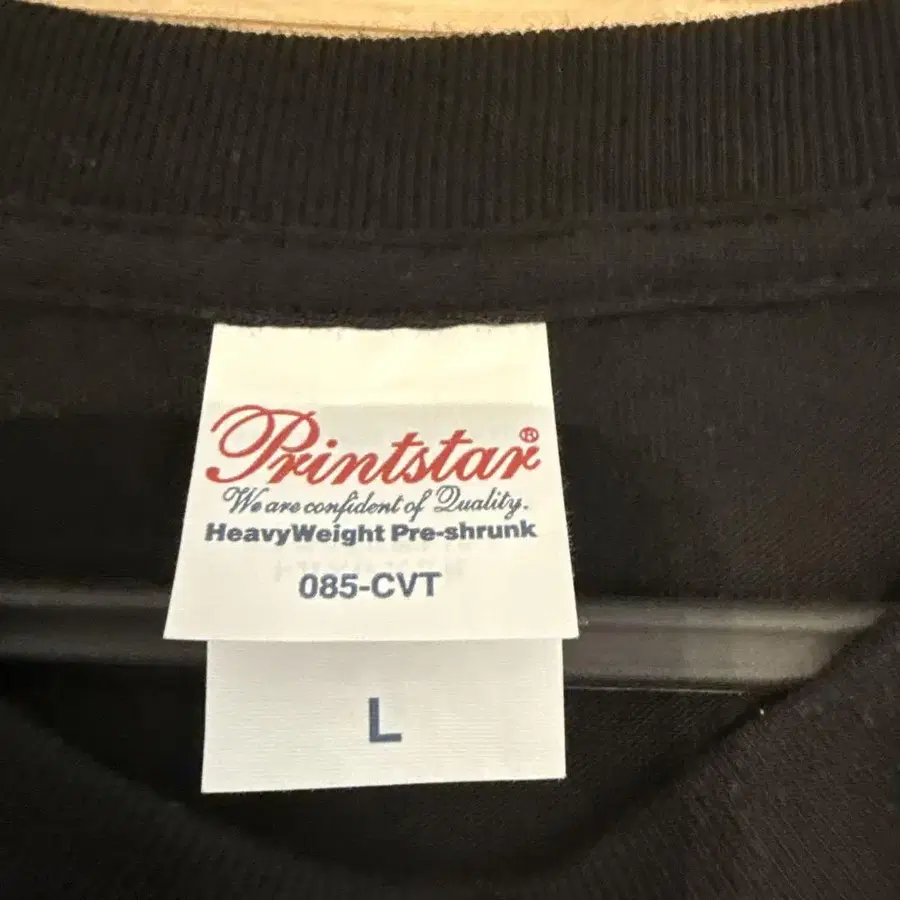 Printstar®
We are confident of Quality.
HeavyWeight Pre-shrunk
085-CVT
L